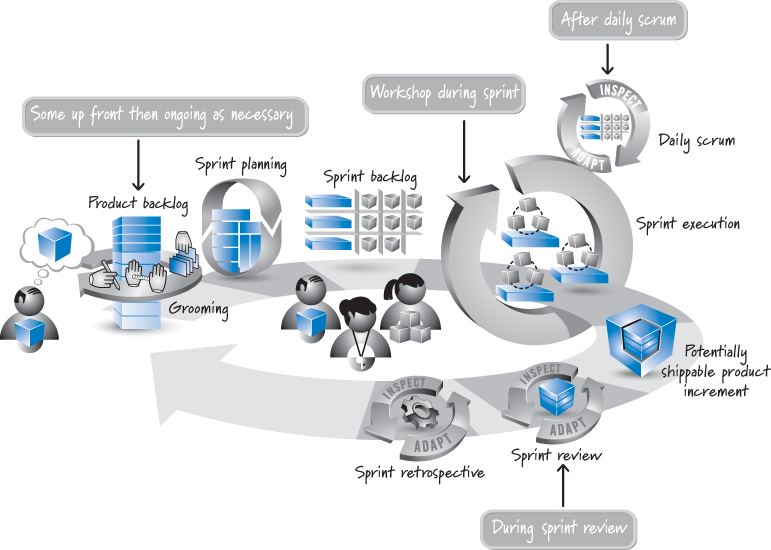 After daily scrum
INSPECT
ADAPT
Daily scrum
Workshop during sprint
Some up front then ongoing as necessary
Sprint planning
Sprint backlog
Product backlog
Sprint execution
Grooming
Potentially
shippable product
increment
INSPECT
ADAPT
Sprint retrospective
INSPECT
ADAPT
Sprint review
During sprint review